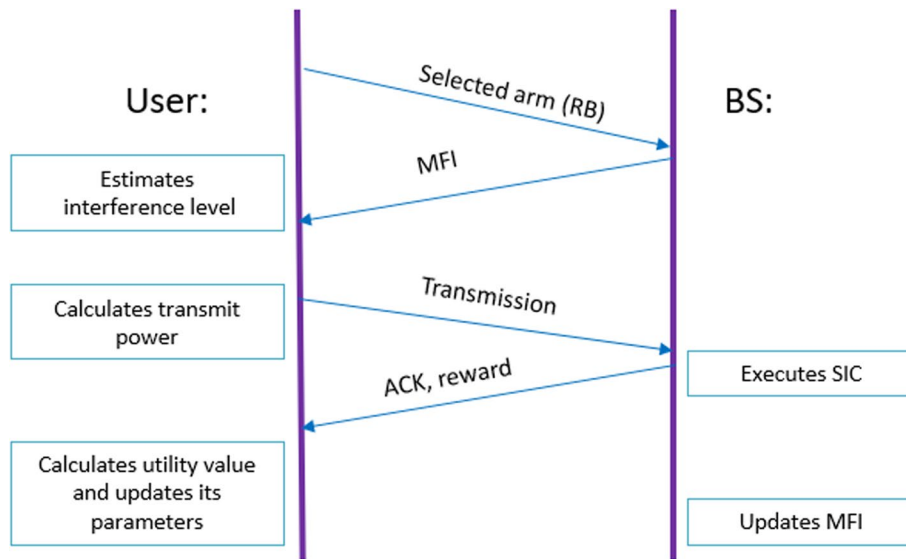 User:
BS:
Selected arm (RB)
MFI
Estimates
interference level
Transmission
Calculates transmit
power
ACK, reward
Executes SIC
Calculates utility value
and updates its
parameters
Updates MFI